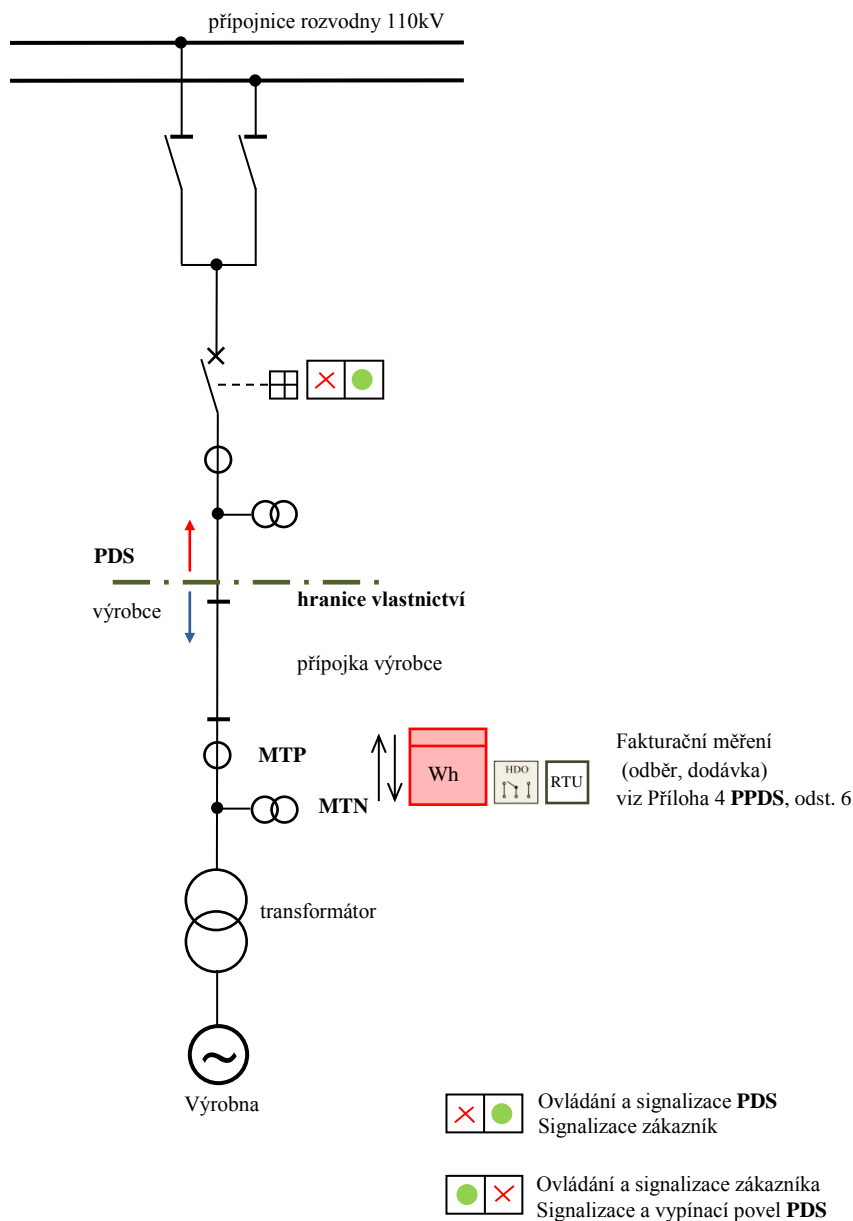 přípojnice rozvodny 110kV
PDS
výrobce
hranice vlastnictví
přípojka výrobce
MTP
MTN
Wh
HDO
RTU
Fakturační měření
(odběr, dodávka)
viz Příloha 4 PPDS, odst. 6
transformátor
~
Výrobna
Ovládání a signalizace PDS
Signalizace zákazník
Ovládání a signalizace zákazníka
Signalizace a vypínací povel PDS